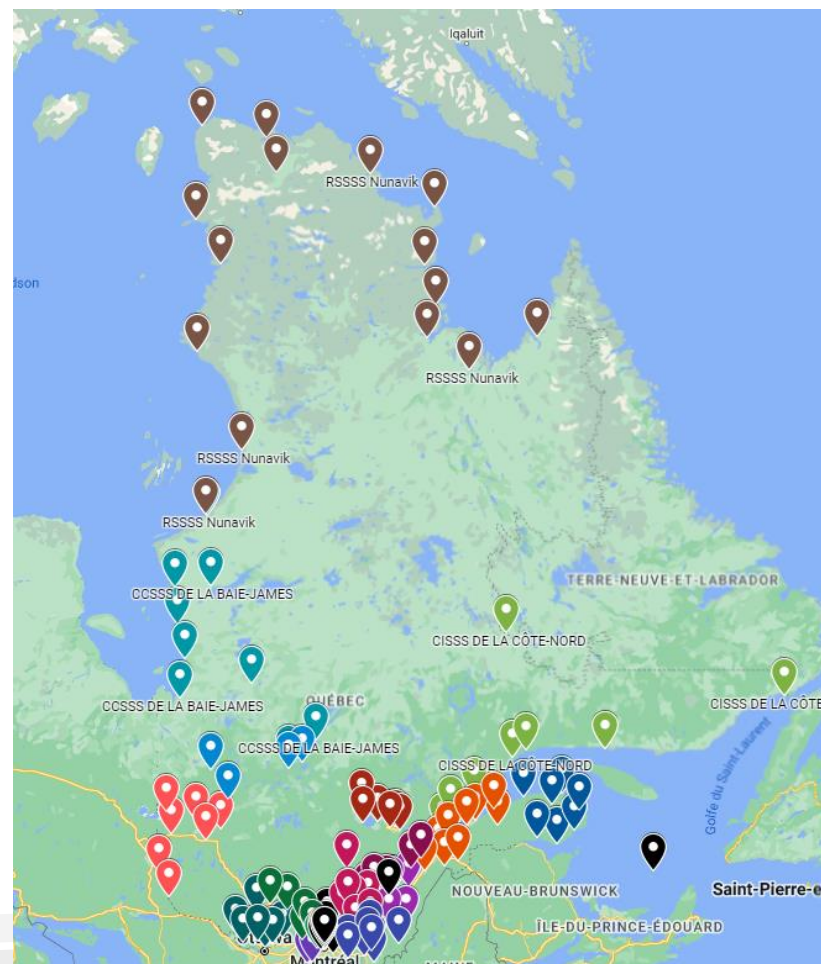 Iqaluit
RSSSS Nunavik
dson
RSSSS Nunavik
RSSSS Nunavik
RSSSS Nunavik
CCSSS DE LA BAIE-JAMES
TERRE-NEUVE-ET-LABRADOR
CISSS DE LA CÔTE-NORD
CCSSS DE LA BAIE-JAMES
QUÉBEC
CISSS DE LA CÔTE
CCSSS DE LA BAIE-JAMES
CISSS DE LA CÔTE-NORD
Golfe du Saint-Laurent
NOUVEAU-BRUNSWICK
Saint-Pierre-e
ÎLE-DU-PRINCE-ÉDOUARD
Montréal